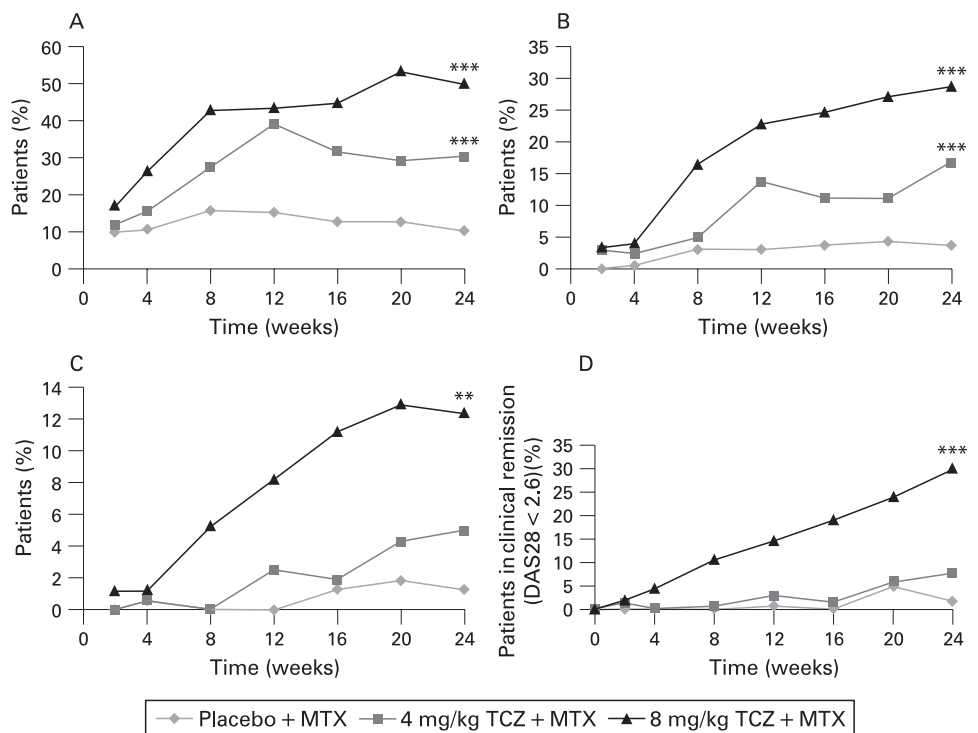 A
60
50
40
30
20
10
0
Patients (%)
***
***
0 4 8 12 16 20 24
Time (weeks)
B
35
30
25
20
15
10
5
0
Patients (%)
***
***
0 4 8 12 16 20 24
Time (weeks)
C
14
12
10
8
6
4
2
0
Patients (%)
**
0 4 8 12 16 20 24
Time (weeks)
D
35
30
25
20
15
10
5
0
Patients in clinical remission
(DAS28 < 2.6)(%)
***
0 4 8 12 16 20 24
Time (weeks)
Placebo + MTX 4 mg/kg TCZ + MTX 8 mg/kg TCZ + MTX